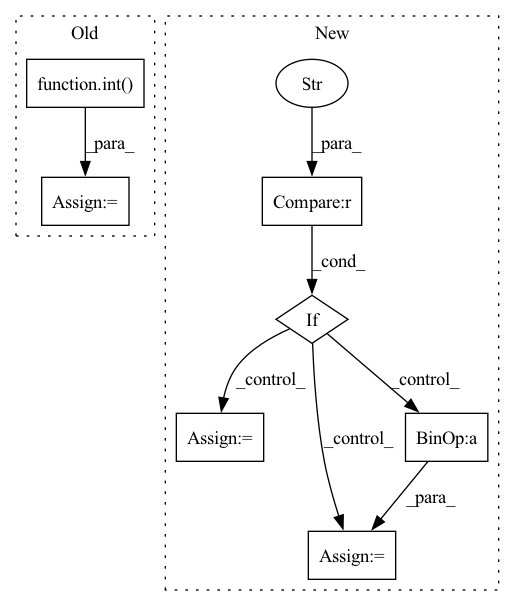 Old
New
function.int()
Str
_para_
_para_
Assign:=
Compare:r
_cond_
If
_control_
_control_
_control_
Assign:=
BinOp:a
_para_
Assign:=